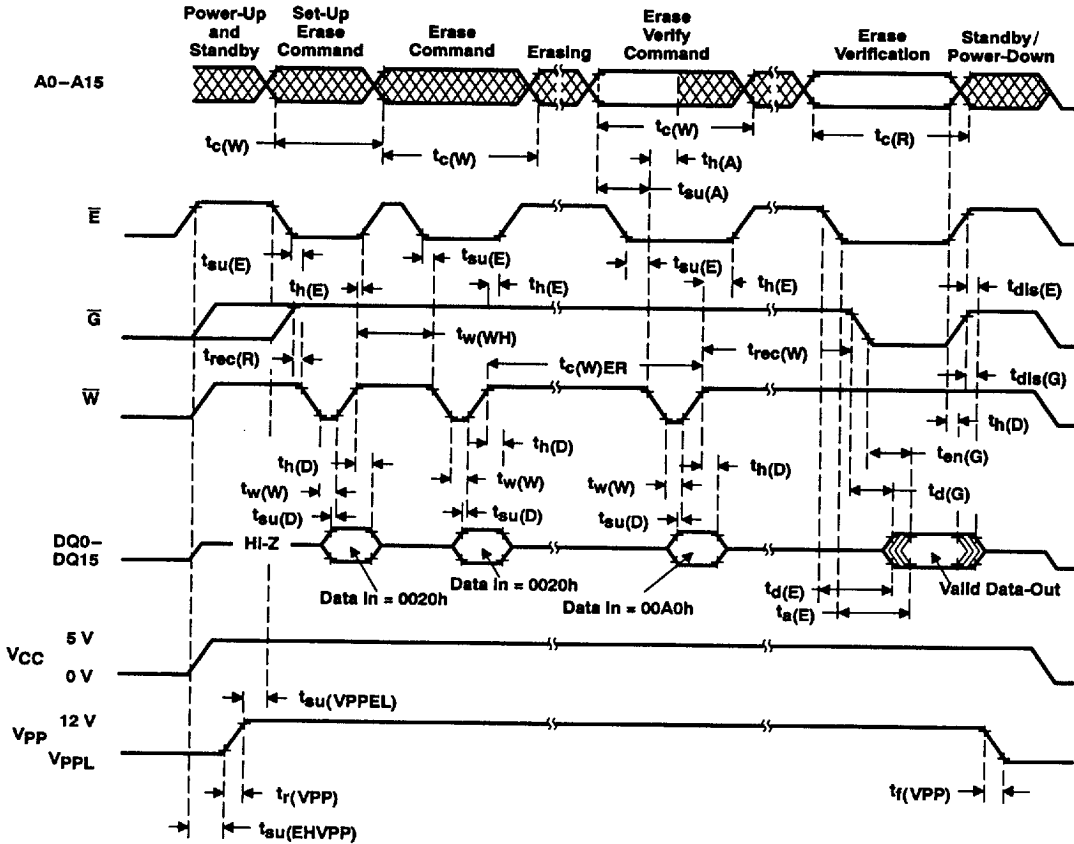 Power-Up
and
Standby
Set-Up
Erase
Command
Erase
Command
Erasing
Erase
Verify
Command
Erase
Verification
Standby/
Power-Down
A0–A15
tc(W)
tc(W)
tc(W)
tc(R)
th(A)
tsu(A)
E
tsu(E)
tsu(E)
tsu(E)
th(E)
th(E)
th(E)
tdis(E)
G
tw(WH)
trec(R)
tc(W)ER
trec(W)
tdis(G)
W
th(D)
th(D)
th(D)
th(D)
ten(G)
tw(W)
tw(W)
tw(W)
td(G)
tsu(D)
tsu(D)
tsu(D)
DQ0–
DQ15
HI-Z
Data In = 0020h
Data In = 0020h
Data In = 00A0h
Valid Data-Out
td(E)
ta(E)
VCC
5 V
0 V
tsu(VPPEL)
VPP
12 V
VPPL
tr(VPP)
tf(VPP)
tsu(EHVPP)